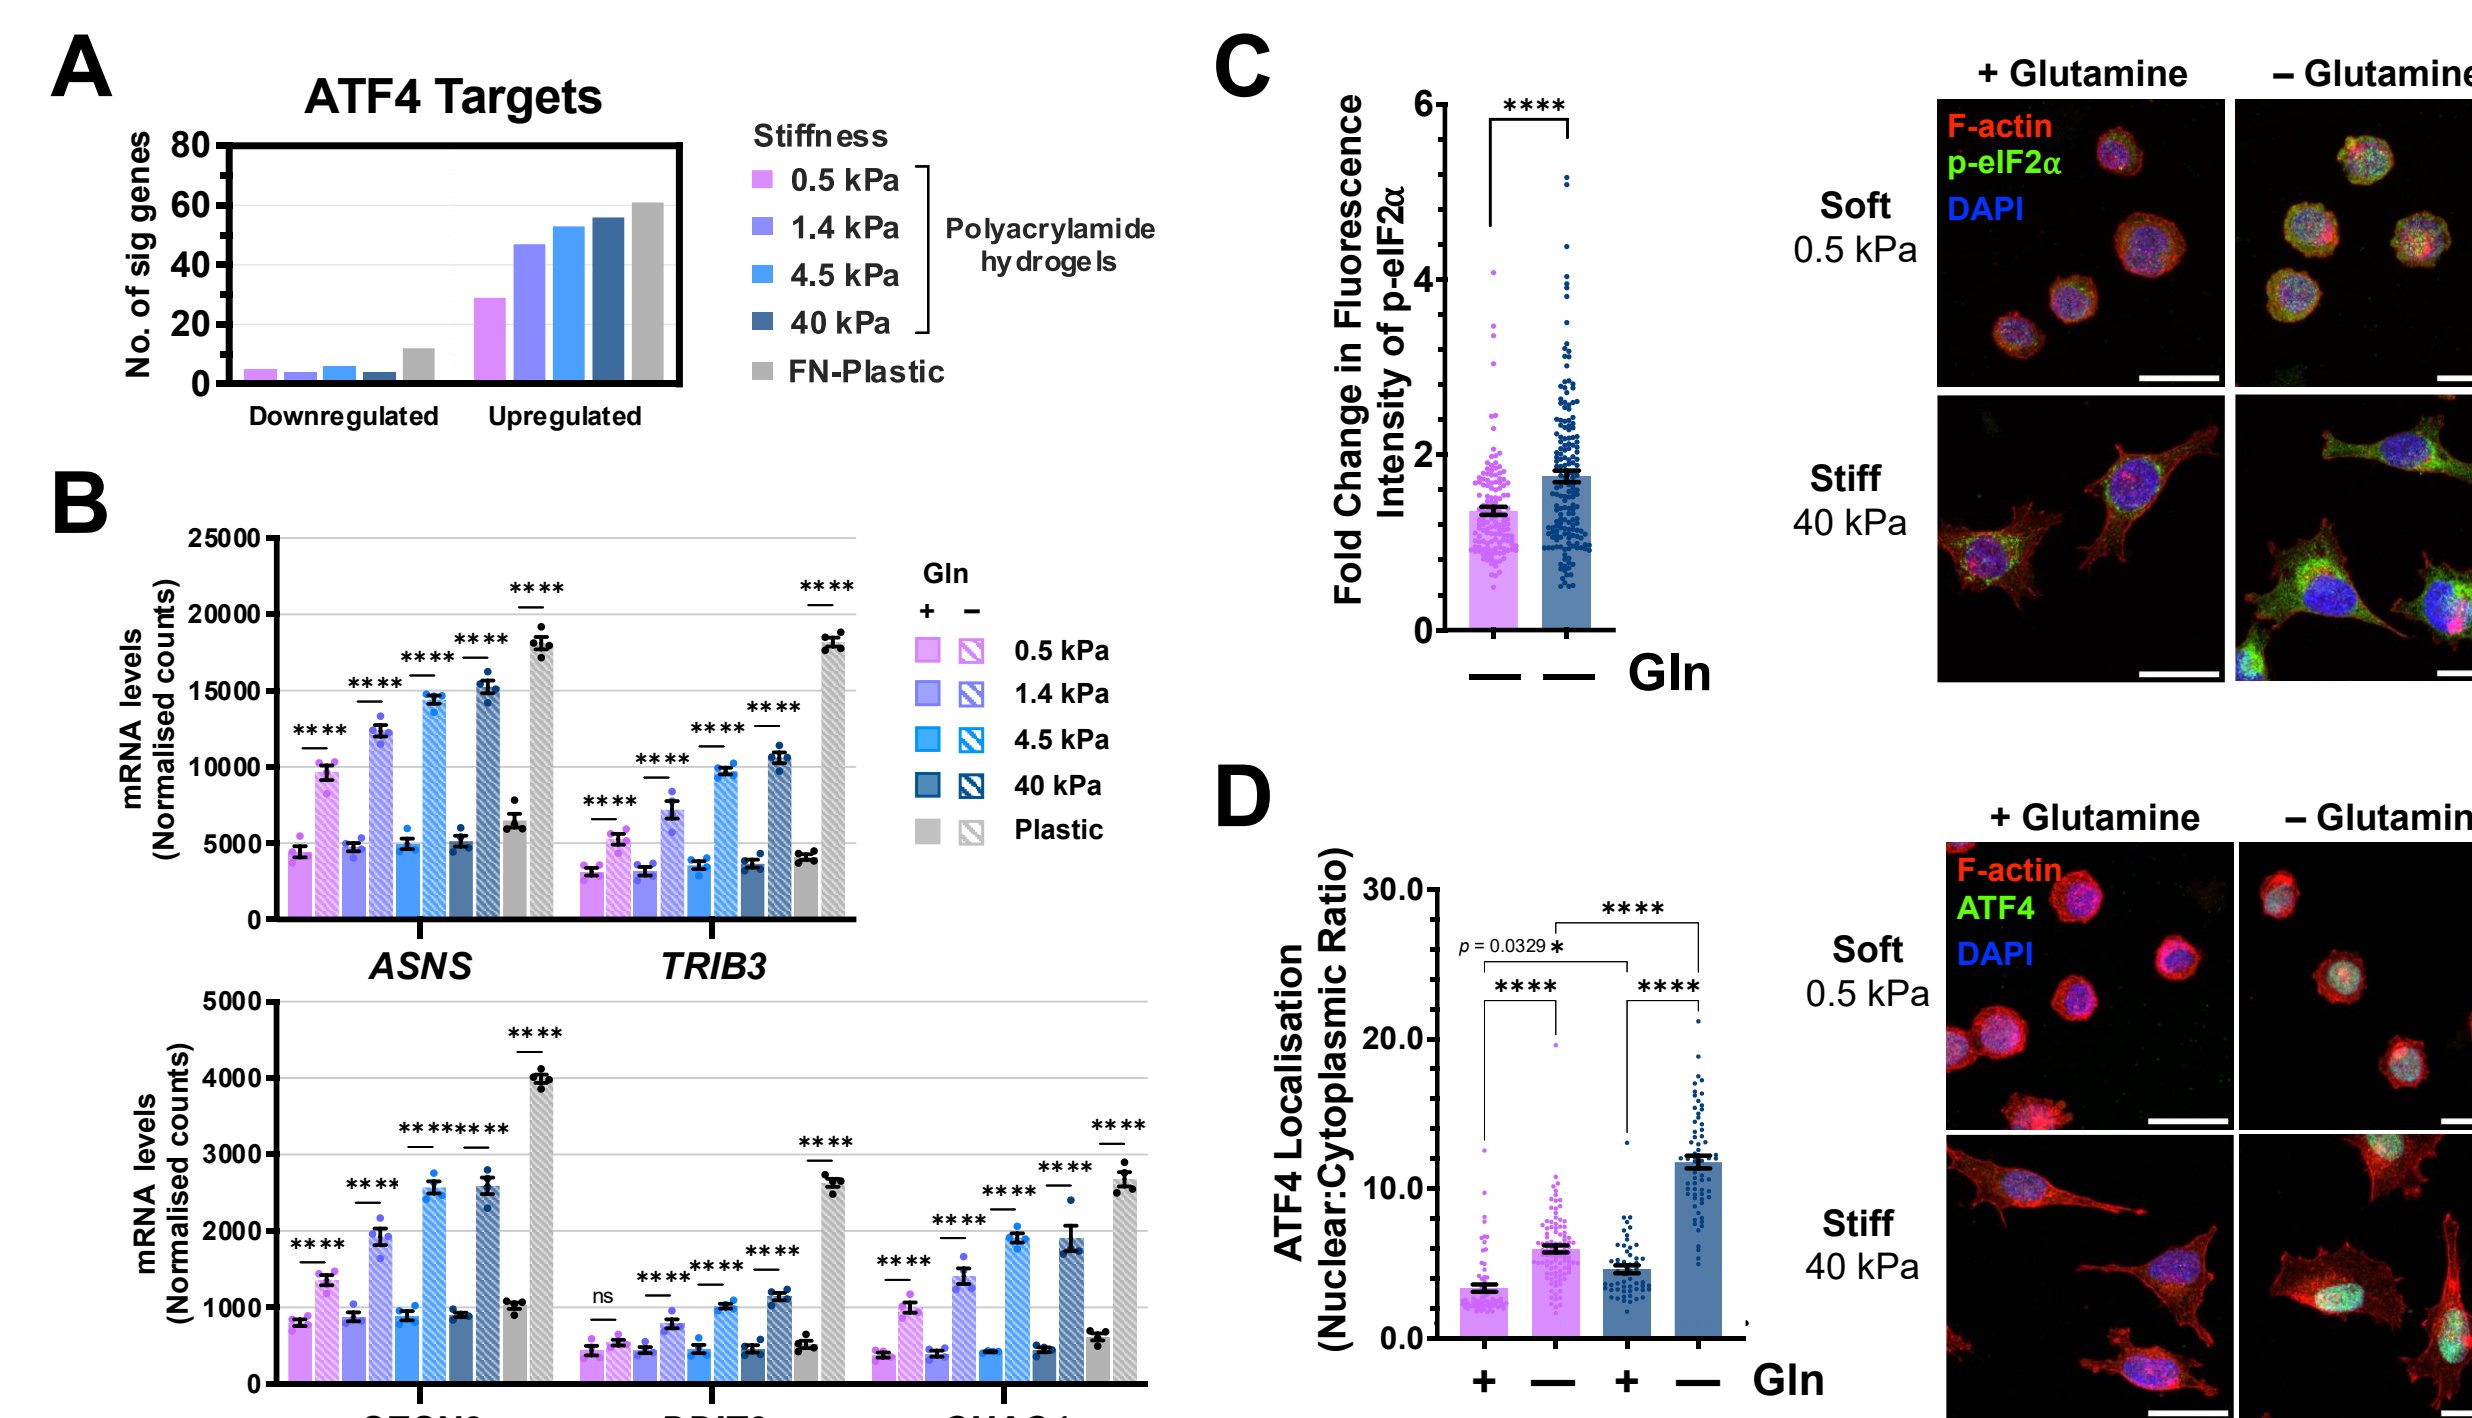 A
ATF4 Targets
No. of sig genes
80
60
40
20
0
Downregulated
Upregulated
Stiffness
0.5 kPa
1.4 kPa
4.5 kPa
40 kPa
FN-Plastic
Polyacrylamide
hydrogels
B
mRNA levels
(Normalised counts)
25000
20000
15000
10000
5000
0
****
****
****
****
****
****
****
****
****
****
ASNS
TRIB3
Gln
+ –
0.5 kPa
1.4 kPa
4.5 kPa
40 kPa
Plastic
mRNA levels
(Normalised counts)
5000
4000
3000
2000
1000
0
****
****
****
****
****
ns
****
****
****
****
****
****
****
****
****
C
Fold Change in Fluorescence
Intensity of p-eIF2α
6
4
2
0
****
— — Gln
+ Glutamine
– Glutamine
F-actin
p-eIF2α
DAPI
Soft
0.5 kPa
Stiff
40 kPa
D
ATF4 Localisation
(Nuclear:Cytoplasmic Ratio)
30.0
20.0
10.0
0.0
****
p = 0.0329 *
****
****
+ — + — Gln
+ Glutamine
– Glutamin
F-actin
ATF4
DAPI
Soft
0.5 kPa
Stiff
40 kPa